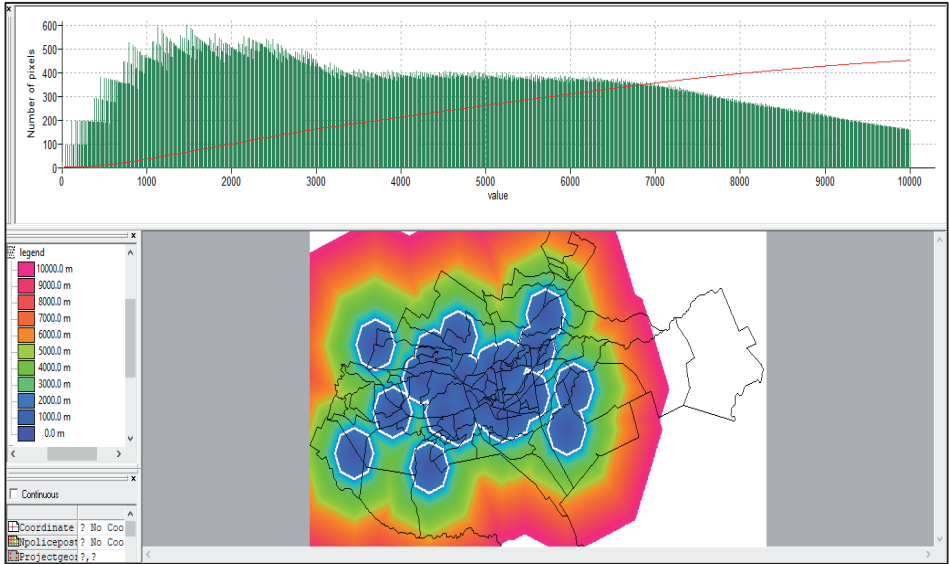 Number of pixels
600
500
400
300
200
100
0
0 1000 2000 3000 4000 5000 6000 7000 8000 9000 10000
value
legend
10000.0 m
9000.0 m
8000.0 m
7000.0 m
6000.0 m
5000.0 m
4000.0 m
3000.0 m
2000.0 m
1000.0 m
0.0 m
Continuous
Coordinate ? No Coo
Npolicepost ? No Coo
Projectgeor ?,?